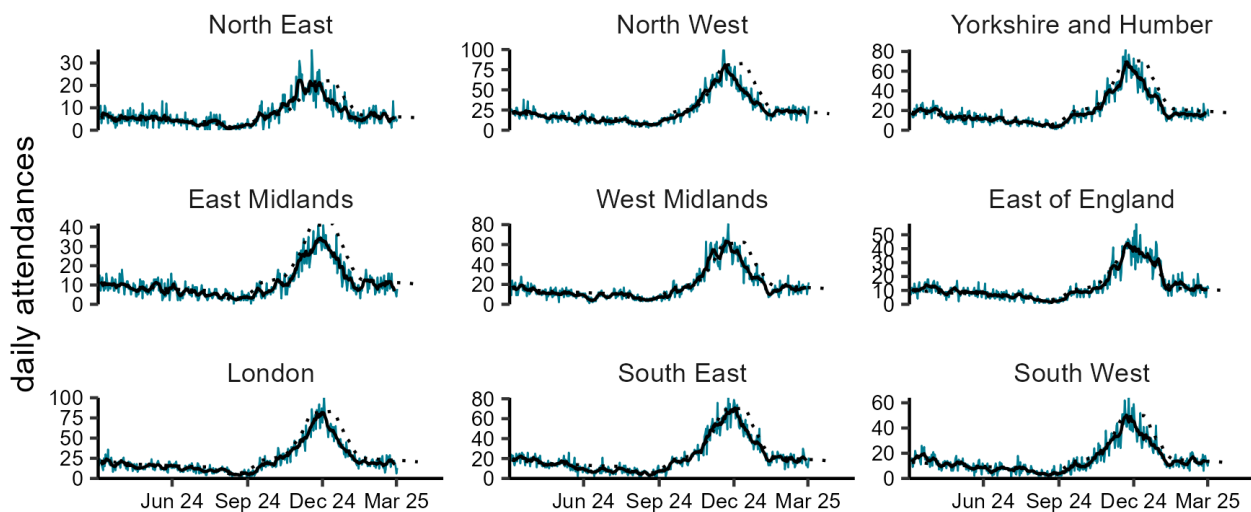 North East North West Yorkshire and Humber
30 20 10 0
100 75 50 25 0
80 60 40 20 0
East Midlands West Midlands East of England
40 30 20 10 0
80 60 40 20 0
50 40 30 20 10 0
daily attendances
London South East South West
100 75 50 25 0
80 60 40 20 0
60 40 20 0
Jun 24 Sep 24 Dec 24 Mar 25
Jun 24 Sep 24 Dec 24 Mar 25
Jun 24 Sep 24 Dec 24 Mar 25